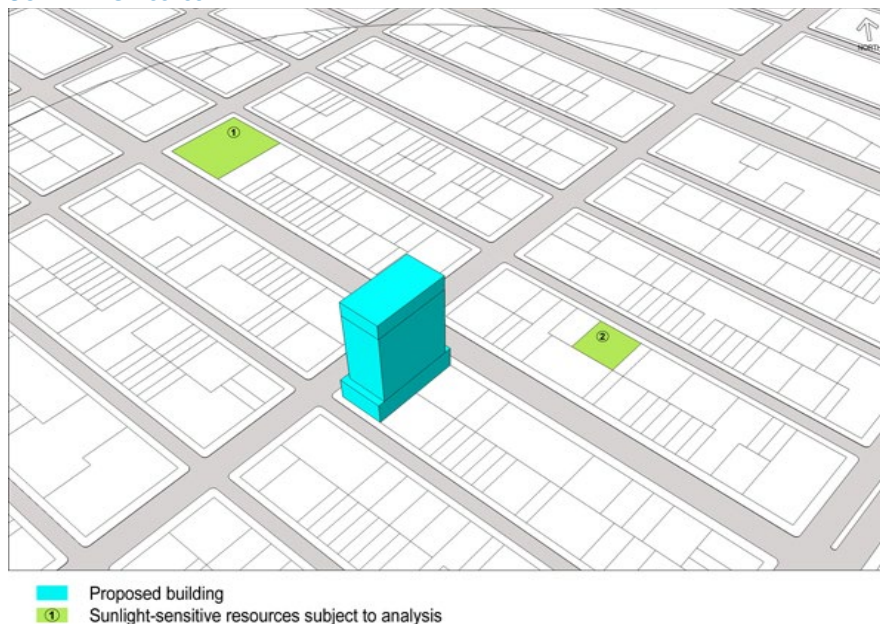 NORTH
①
②
Proposed building
① Sunlight-sensitive resources subject to analysis